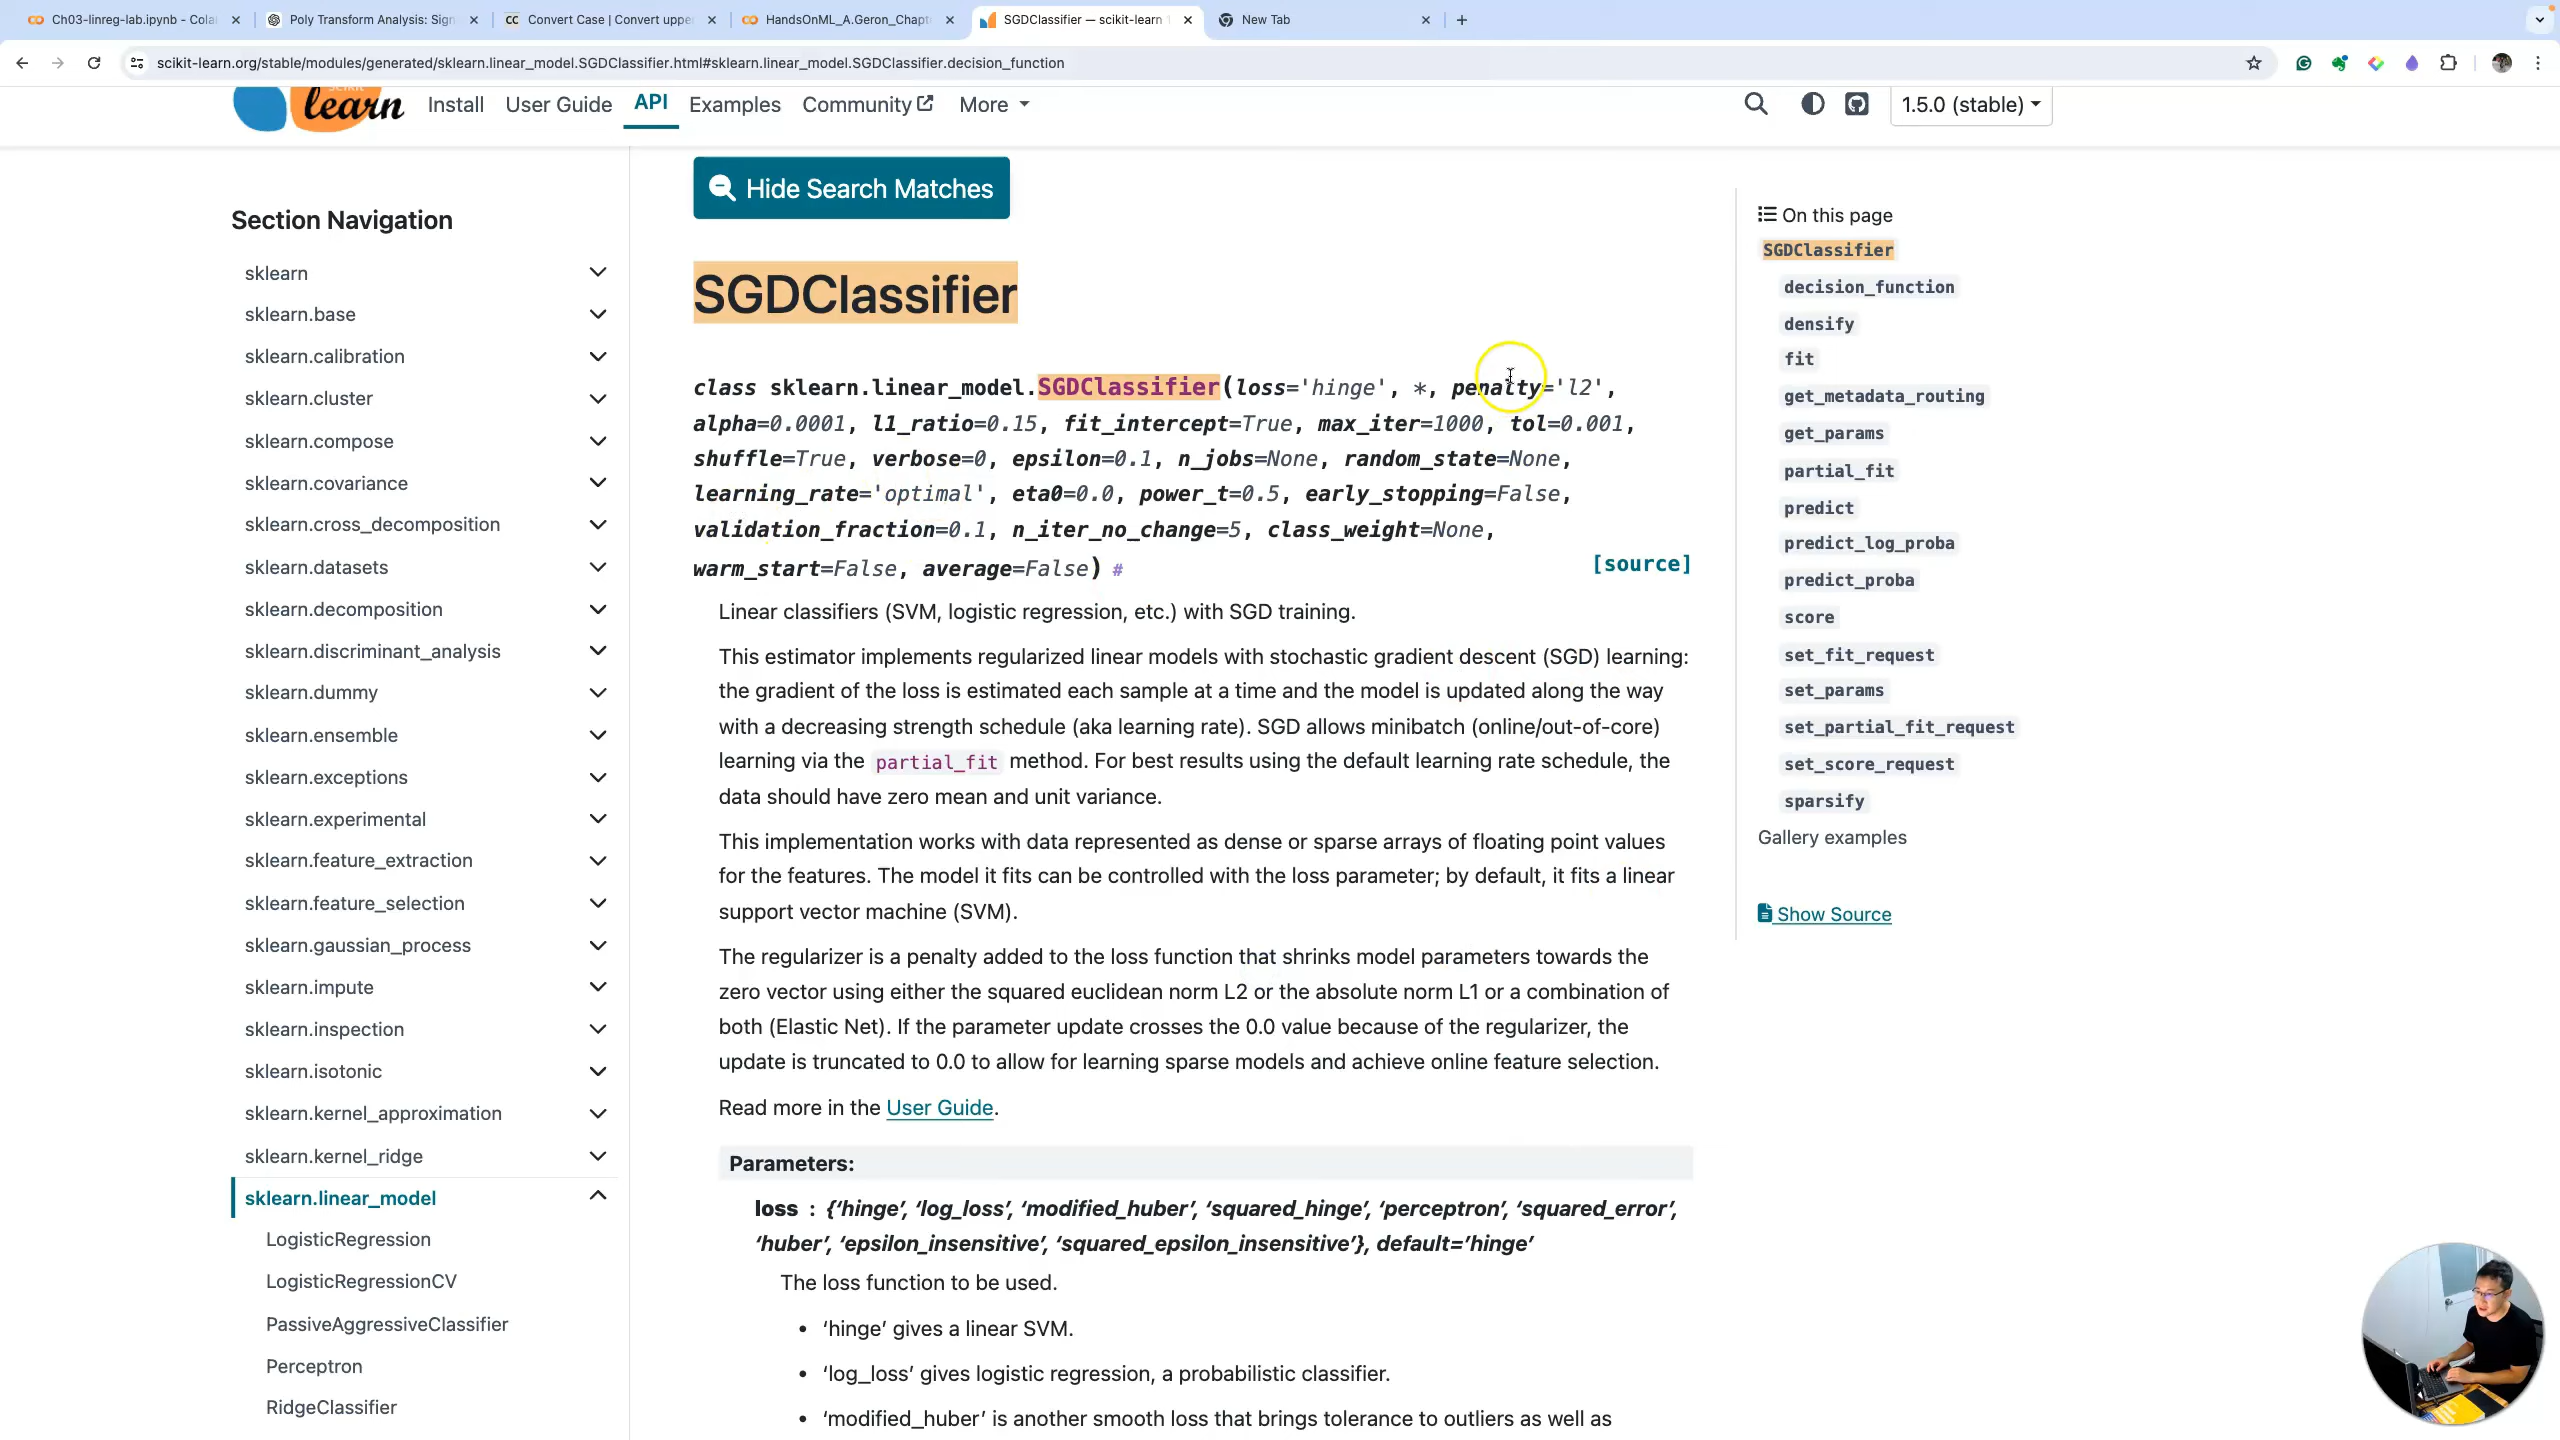 Ch03-linreg-lab.ipynb - Cola
Poly Transform Analysis: Sign
Convert Case | Convert uppe
HandsOnML_A.Geron_Chapt
SGDClassifier — scikit-learn 1
New Tab
scikit-learn.org/stable/modules/generated/sklearn.linear_model.SGDClassifier.html#sklearn.linear_model.SGDClassifier.decision_function
learn
Install
User Guide
API
Examples
Community
More
1.5.0 (stable)
Section Navigation
sklearn
sklearn.base
sklearn.calibration
sklearn.cluster
sklearn.compose
sklearn.covariance
sklearn.cross_decomposition
sklearn.datasets
sklearn.decomposition
sklearn.discriminant_analysis
sklearn.dummy
sklearn.ensemble
sklearn.exceptions
sklearn.experimental
sklearn.feature_extraction
sklearn.feature_selection
sklearn.gaussian_process
sklearn.impute
sklearn.inspection
sklearn.isotonic
sklearn.kernel_approximation
sklearn.kernel_ridge
sklearn.linear_model
LogisticRegression
LogisticRegressionCV
PassiveAggressiveClassifier
Perceptron
RidgeClassifier
Hide Search Matches
SGDClassifier
class sklearn.linear_model.SGDClassifier(loss='hinge', *, penalty='l2',
alpha=0.0001, l1_ratio=0.15, fit_intercept=True, max_iter=1000, tol=0.001,
shuffle=True, verbose=0, epsilon=0.1, n_jobs=None, random_state=None,
learning_rate='optimal', eta0=0.0, power_t=0.5, early_stopping=False,
validation_fraction=0.1, n_iter_no_change=5, class_weight=None,
warm_start=False, average=False) #
[source]
Linear classifiers (SVM, logistic regression, etc.) with SGD training.
This estimator implements regularized linear models with stochastic gradient descent (SGD) learning:
the gradient of the loss is estimated each sample at a time and the model is updated along the way
with a decreasing strength schedule (aka learning rate). SGD allows minibatch (online/out-of-core)
learning via the partial_fit method. For best results using the default learning rate schedule, the
data should have zero mean and unit variance.
This implementation works with data represented as dense or sparse arrays of floating point values
for the features. The model it fits can be controlled with the loss parameter; by default, it fits a linear
support vector machine (SVM).
The regularizer is a penalty added to the loss function that shrinks model parameters towards the
zero vector using either the squared euclidean norm L2 or the absolute norm L1 or a combination of
both (Elastic Net). If the parameter update crosses the 0.0 value because of the regularizer, the
update is truncated to 0.0 to allow for learning sparse models and achieve online feature selection.
Read more in the User Guide.
Parameters:
loss : {‘hinge’, ‘log_loss’, ‘modified_huber’, ‘squared_hinge’, ‘perceptron’, ‘squared_error’,
‘huber’, ‘epsilon_insensitive’, ‘squared_epsilon_insensitive’}, default=’hinge’
The loss function to be used.
• ‘hinge’ gives a linear SVM.
• ‘log_loss’ gives logistic regression, a probabilistic classifier.
• ‘modified_huber’ is another smooth loss that brings tolerance to outliers as well as
On this page
SGDClassifier
decision_function
densify
fit
get_metadata_routing
get_params
partial_fit
predict
predict_log_proba
predict_proba
score
set_fit_request
set_params
set_partial_fit_request
set_score_request
sparsify
Gallery examples
Show Source